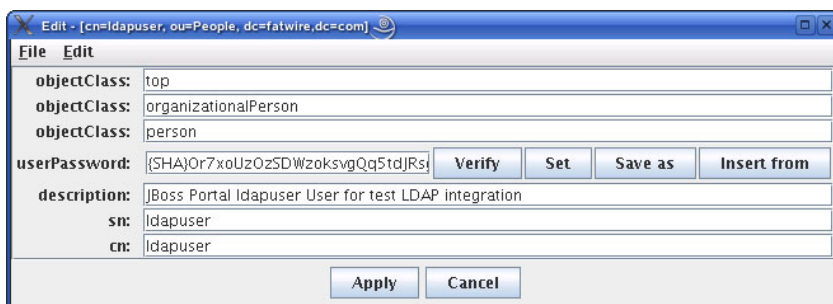 Edit - [cn=ldapuser, ou=People, dc=fatwire,dc=com]
File Edit
objectClass: top
objectClass: organizationalPerson
objectClass: person
userPassword: {SHA}Or7xoUzOzSDWzoksvgQq5tdJRs Verify Set Save as Insert from
description: JBoss Portal ldapuser User for test LDAP integration
sn: ldapuser
cn: ldapuser
Apply Cancel